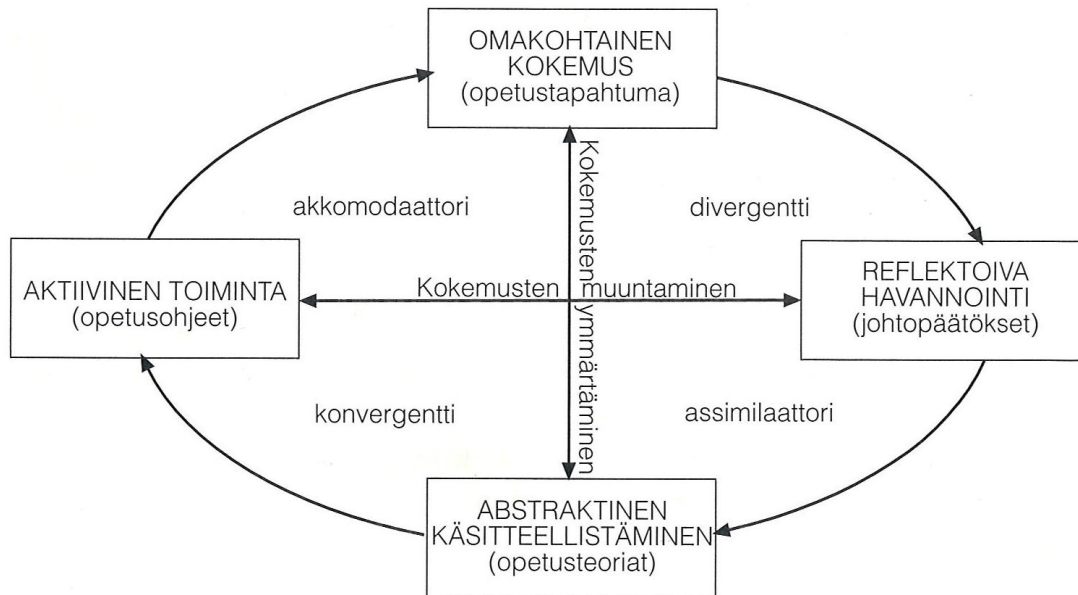 OMAKOHTAINEN
KOKEMUS
(opetustapahtuma)
akkomodaattori
divergentti
Kokemusten ymmärtäminen
AKTIIVINEN TOIMINTA
(opetusohjeet)
Kokemusten muuntaminen
REFLEKTOIVA
HAVANNOINTI
(johtopäätökset)
konvergentti
assimilaattori
ABSTRAKTINEN
KÄSITTEELLISTÄMINEN
(opetusteoriat)